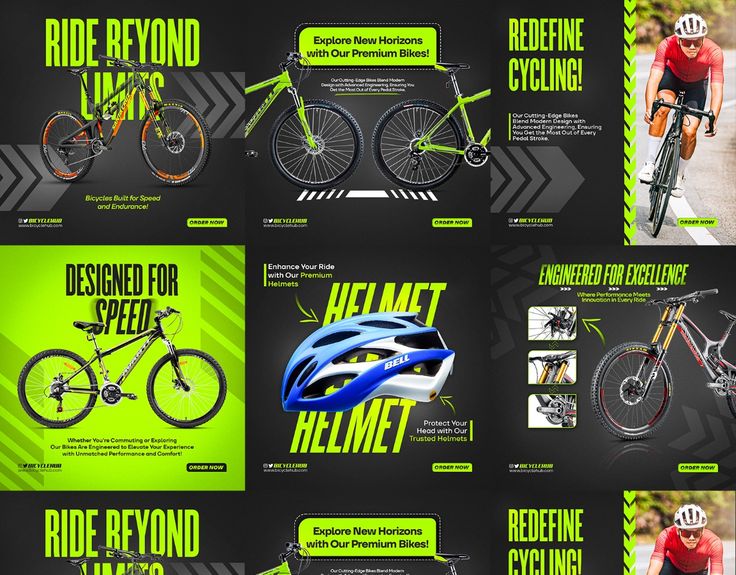 RIDE BEYOND
LIMITS
Bicycles Built for Speed
and Endurance!
BICYCLEHUB
www.bicyclehub.com
ORDER NOW
Explore New Horizons
with Our Premium Bikes!
Our Cutting-Edge Bikes Blend Modern
Design with Advanced Engineering, Ensuring
You Get the Most Out of Every Pedal Stroke.
BICYCLEHUB
www.bicyclehub.com
ORDER NOW
REDEFINE
CYCLING!
Our Cutting-Edge Bikes
Blend Modern Design with
Advanced Engineering, Ensuring
You Get the Most Out of Every
Pedal Stroke.
BICYCLEHUB
www.bicyclehub.com
ORDER NOW
DESIGNED FOR
SPEED
Whether You're Commuting or Exploring
Our Bikes Are Engineered to Elevate Your Experience
with Unmatched Performance and Comfort!
BICYCLEHUB
www.bicyclehub.com
ORDER NOW
Enhance Your Ride
with Our Premium
Helmets
HELMET
BELL
HELMET
Protect Your
Head with Our
Trusted Helmets
BICYCLEHUB
www.bicyclehub.com
ORDER NOW
ENGINEERED FOR EXCELLENCE
Where Performance Meets
Innovation in Every Ride
BICYCLEHUB
www.bicyclehub.com
ORDER NOW
RIDE BEYOND
LIMITS
Explore New Horizons
with Our Premium Bikes!
Our Cutting-Edge Bikes Blend Modern
REDEFINE
CYCLING!